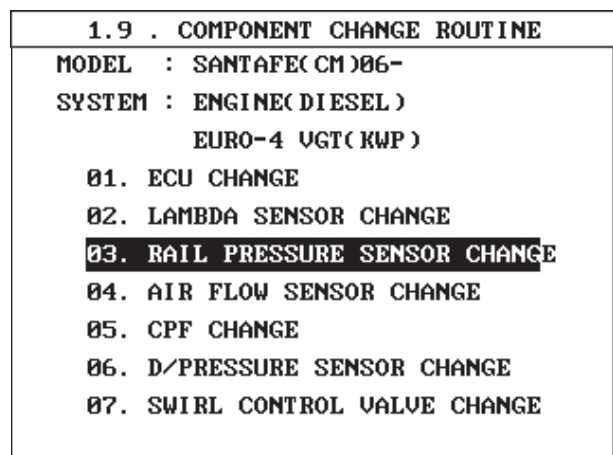 1.9 . COMPONENT CHANGE ROUTINE
MODEL : SANTAFE(CM)06-
SYSTEM : ENGINE(DIESEL)
EURO-4 VGT(KWP)
01. ECU CHANGE
02. LAMBDA SENSOR CHANGE
03. RAIL PRESSURE SENSOR CHANGE
04. AIR FLOW SENSOR CHANGE
05. CPF CHANGE
06. D/PRESSURE SENSOR CHANGE
07. SWIRL CONTROL VALVE CHANGE